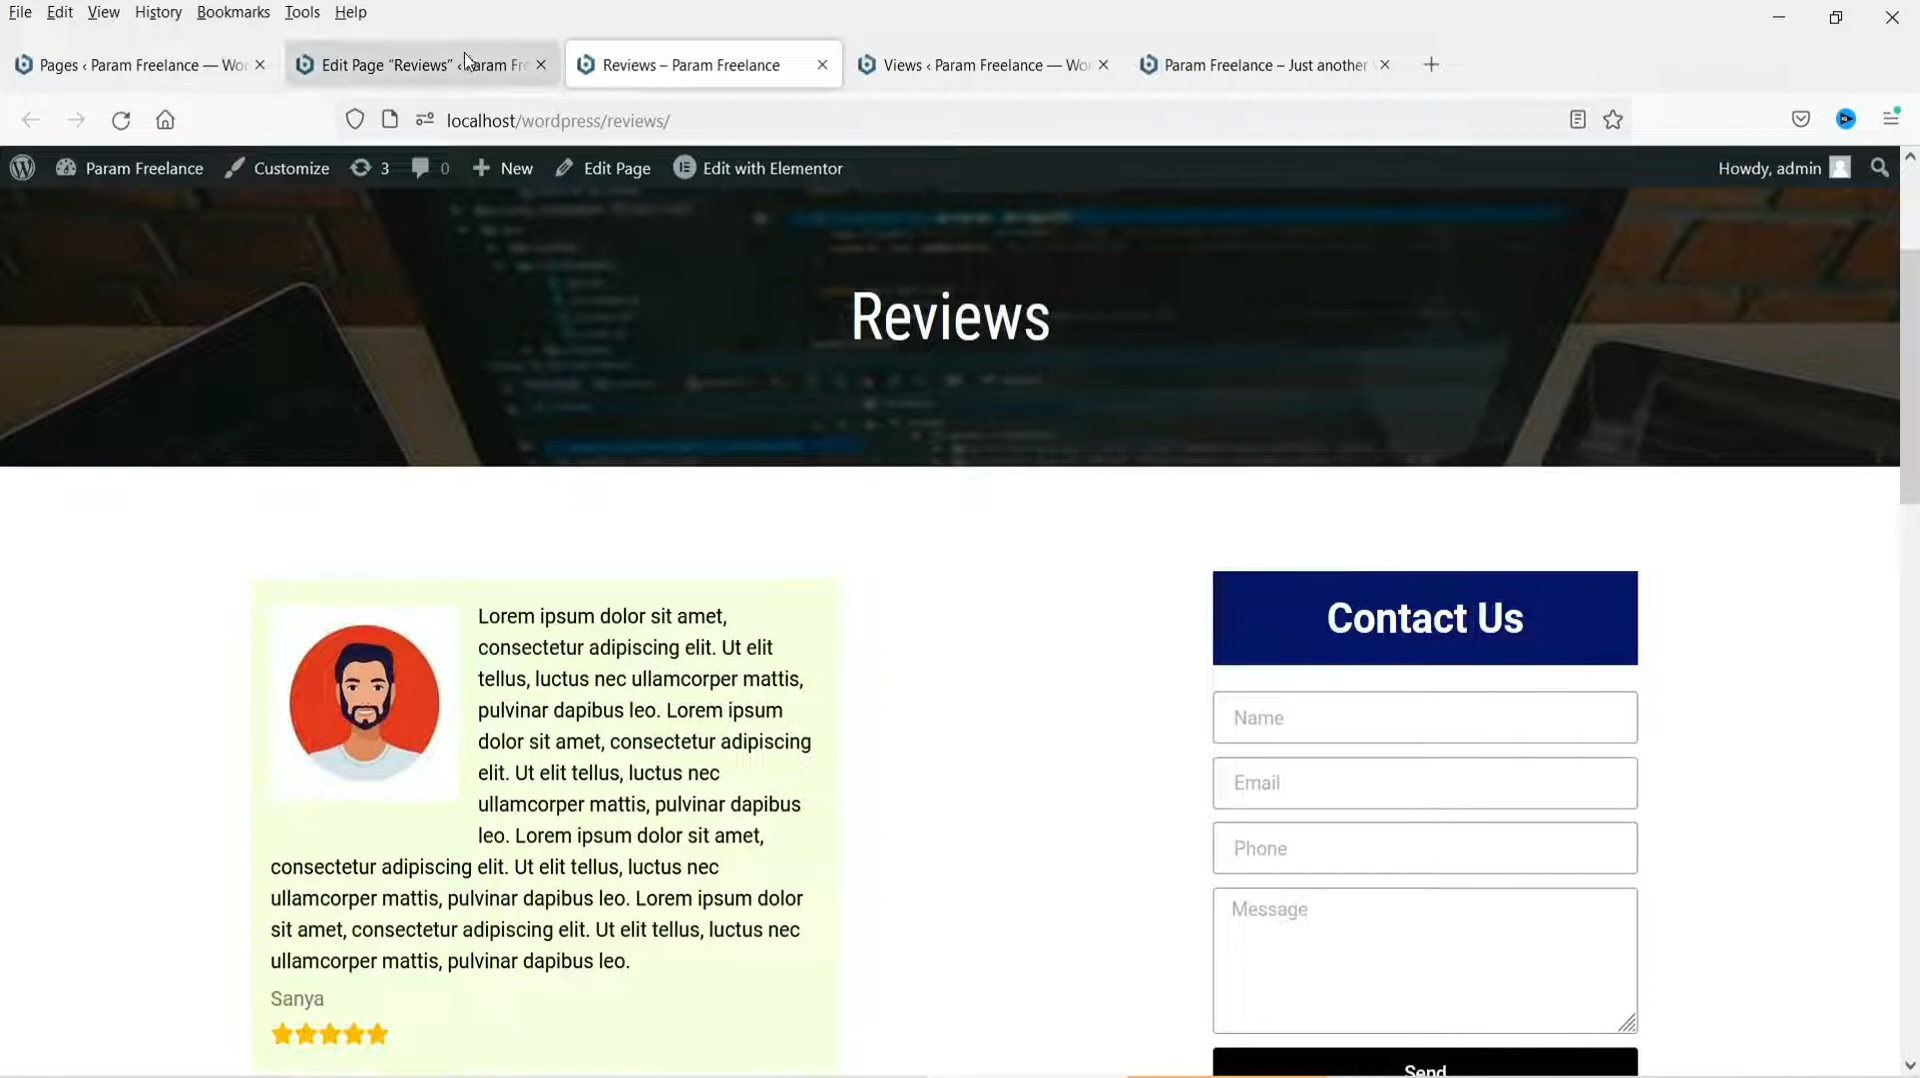 File Edit View History Bookmarks Tools Help
Pages ‹ Param Freelance — Wor
Edit Page “Reviews” ‹ Param Fre
Reviews – Param Freelance
Views ‹ Param Freelance — Wo
Param Freelance – Just another
localhost/wordpress/reviews/
Param Freelance Customize 3 0 New Edit Page Edit with Elementor Howdy, admin
Reviews
Lorem ipsum dolor sit amet,
consectetur adipiscing elit. Ut elit
tellus, luctus nec ullamcorper mattis,
pulvinar dapibus leo. Lorem ipsum
dolor sit amet, consectetur adipiscing
elit. Ut elit tellus, luctus nec
ullamcorper mattis, pulvinar dapibus
leo. Lorem ipsum dolor sit amet,
consectetur adipiscing elit. Ut elit tellus, luctus nec
ullamcorper mattis, pulvinar dapibus leo. Lorem ipsum dolor
sit amet, consectetur adipiscing elit. Ut elit tellus, luctus nec
ullamcorper mattis, pulvinar dapibus leo.
Sanya
Contact Us
Name
Email
Phone
Message
Send